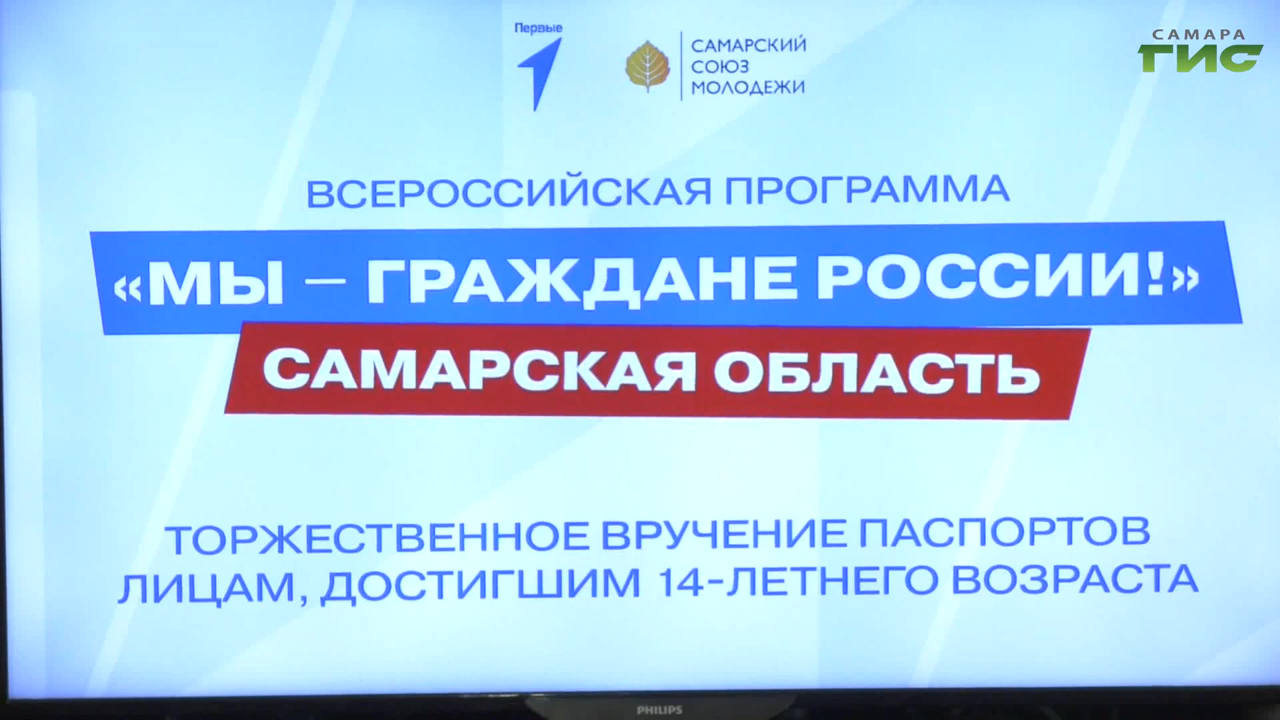 Первые
САМАРСКИЙ
СОЮЗ
МОЛОДЕЖИ
САМАРА
ГИС
ВСЕРОССИЙСКАЯ ПРОГРАММА
«МЫ – ГРАЖДАНЕ РОССИИ!»
САМАРСКАЯ ОБЛАСТЬ
ТОРЖЕСТВЕННОЕ ВРУЧЕНИЕ ПАСПОРТОВ
ЛИЦАМ, ДОСТИГШИМ 14-ЛЕТНЕГО ВОЗРАСТА
PHILIPS